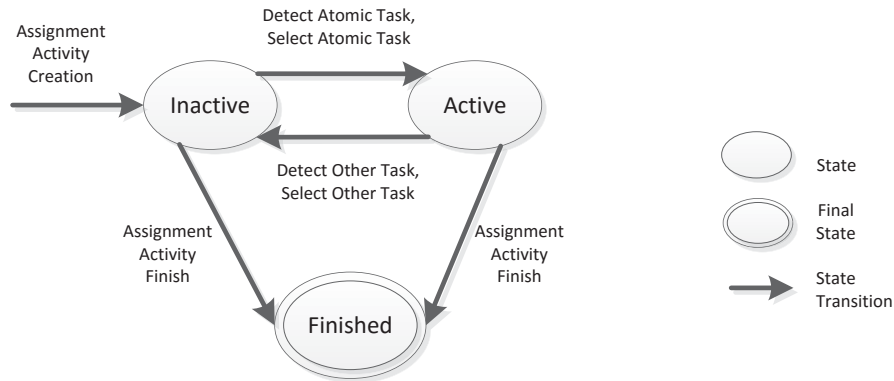 Detect Atomic Task,
Select Atomic Task
Assignment
Activity
Creation
Inactive
Active
Detect Other Task,
Select Other Task
Assignment
Activity
Finish
Assignment
Activity
Finish
Finished
State
Final
State
State
Transition